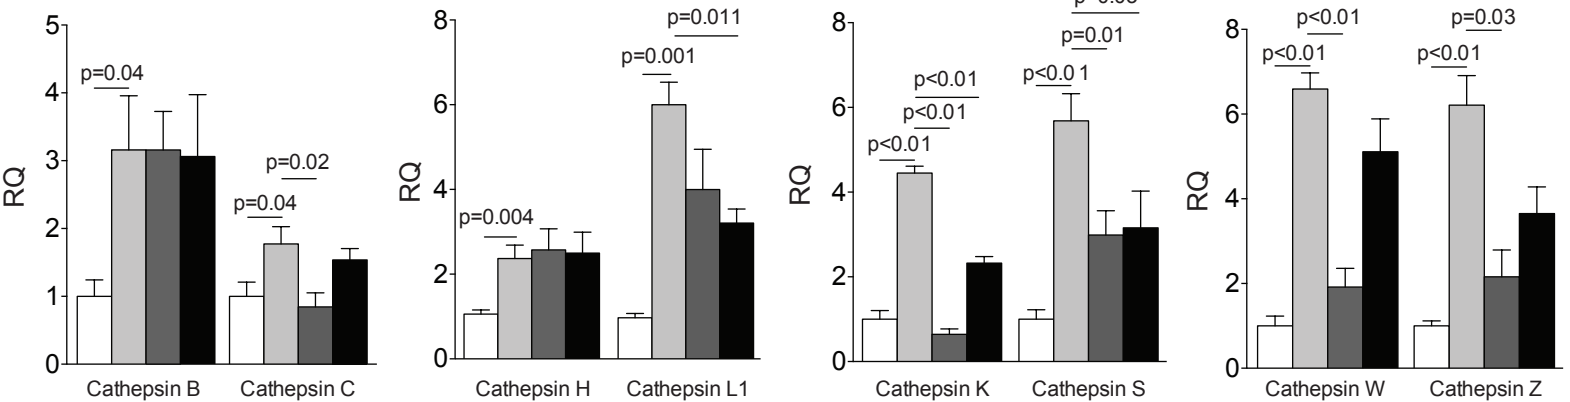 5
4
3
2
1
0
RQ
p=0.04
p=0.02
p=0.04
Cathepsin B
Cathepsin C
8
6
4
2
0
RQ
p=0.011
p=0.001
p=0.004
Cathepsin H
Cathepsin L1
8
6
4
2
0
RQ
p=0.01
p<0.0 1
p<0.01
p<0.01
p<0.01
Cathepsin K
Cathepsin S
8
6
4
2
0
RQ
p<0.01
p=0.03
p<0.01
p<0.01
Cathepsin W
Cathepsin Z